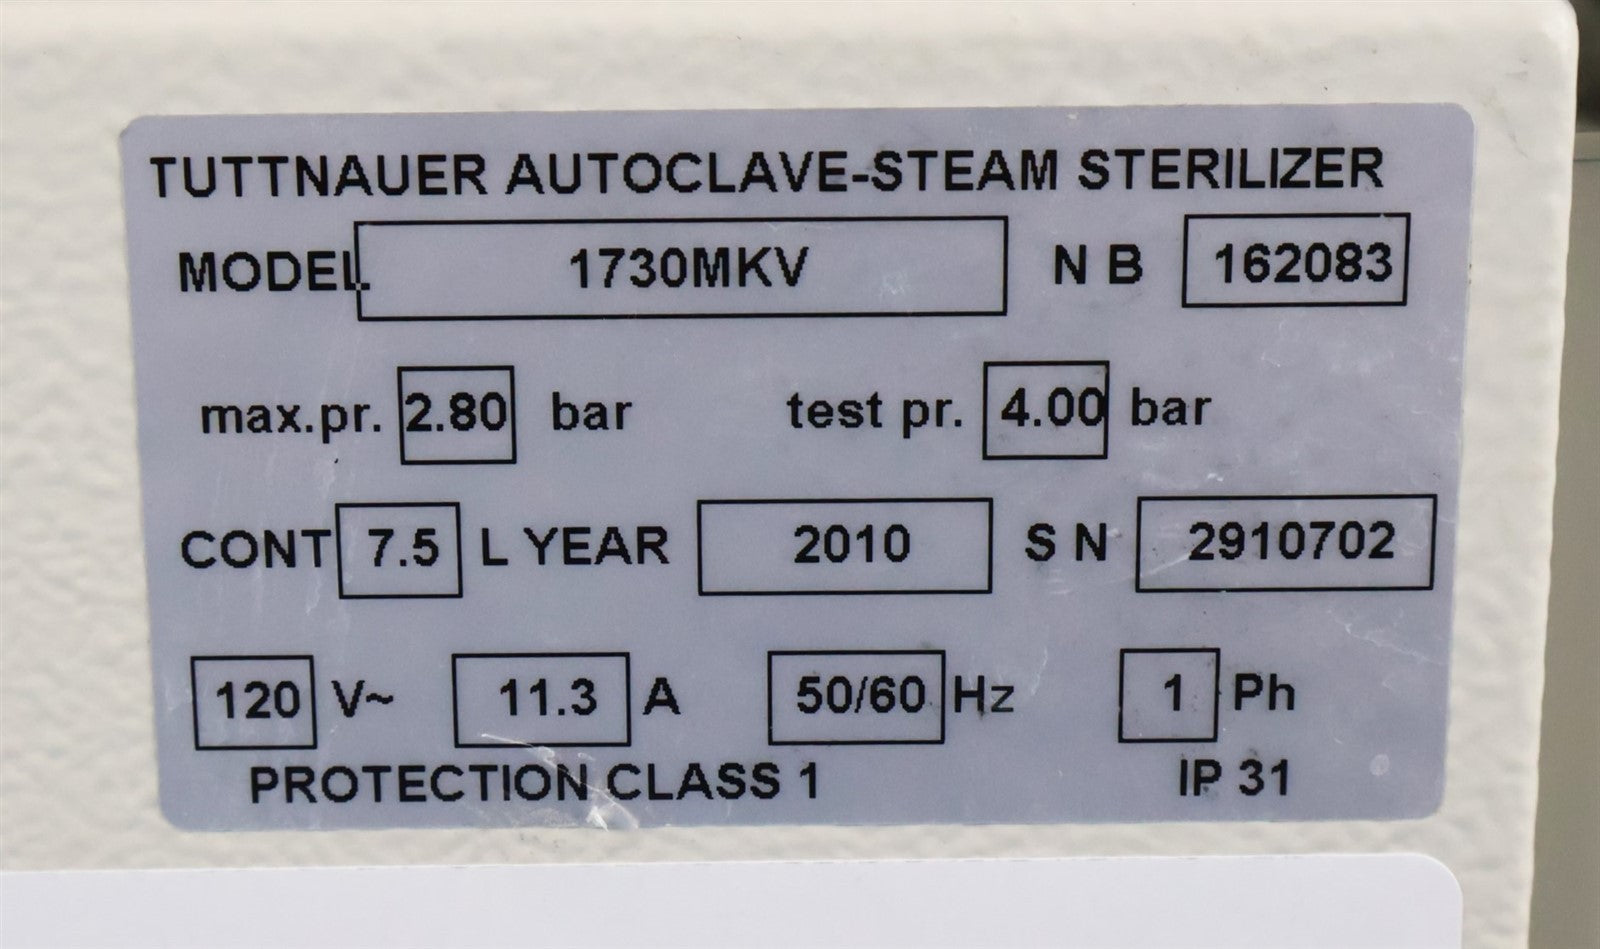 TUTTNAUER AUTOCLAVE-STEAM STERILIZER
MODEL 1730MKV N B 162083
max.pr. 2.80 bar test pr. 4.00 bar
CONT 7.5 L YEAR 2010 S N 2910702
120 V~ 11.3 A 50/60 Hz 1 Ph
PROTECTION CLASS 1 IP 31